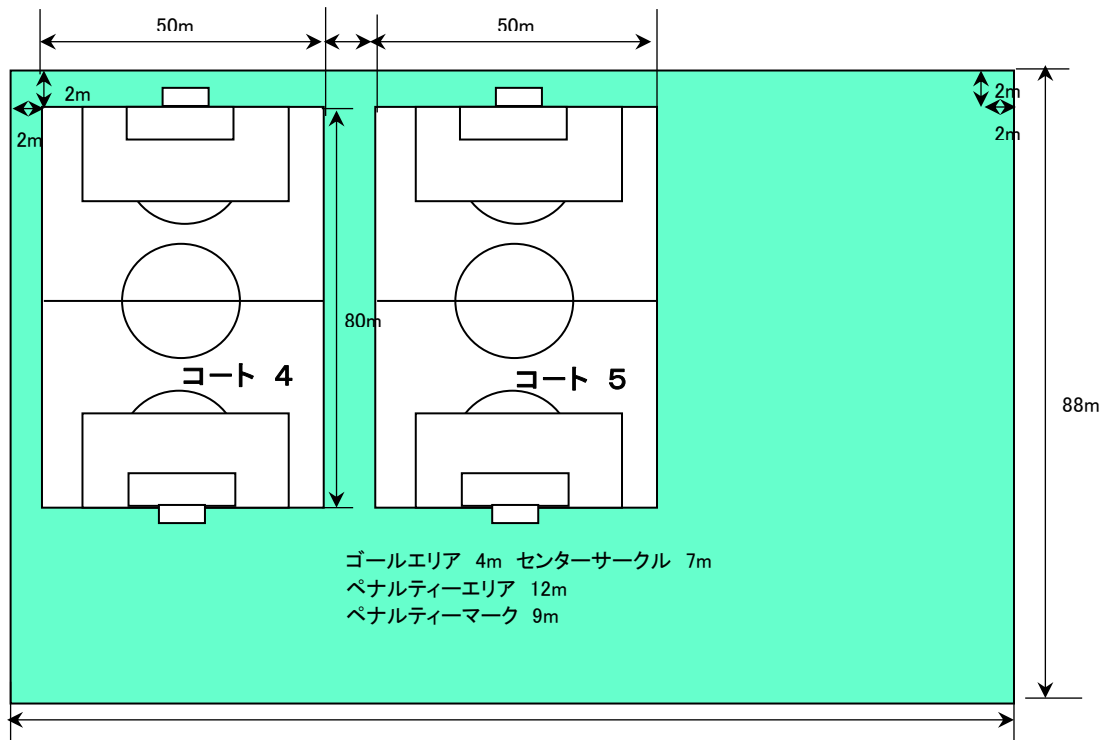 50m
50m
2m
2m
2m
2m
80m
コート 4
コート 5
88m
ゴールエリア 4m センターサークル 7m
ペナルティーエリア 12m
ペナルティーマーク 9m